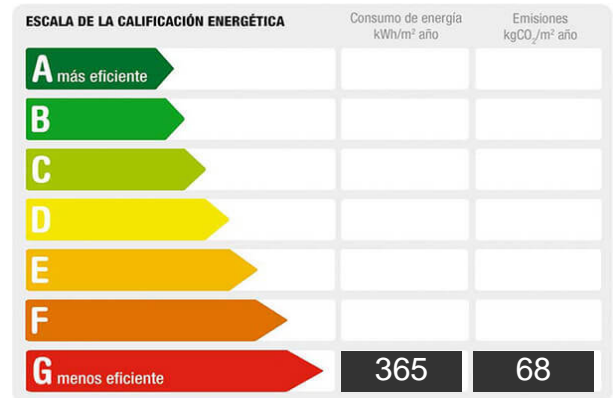 ESCALA DE LA CALIFICACIÓN ENERGÉTICA
Consumo de energía
kWh/m² año
Emisiones
kgCO₂/m² año
A más eficiente
B
C
D
E
F
G menos eficiente
365
68